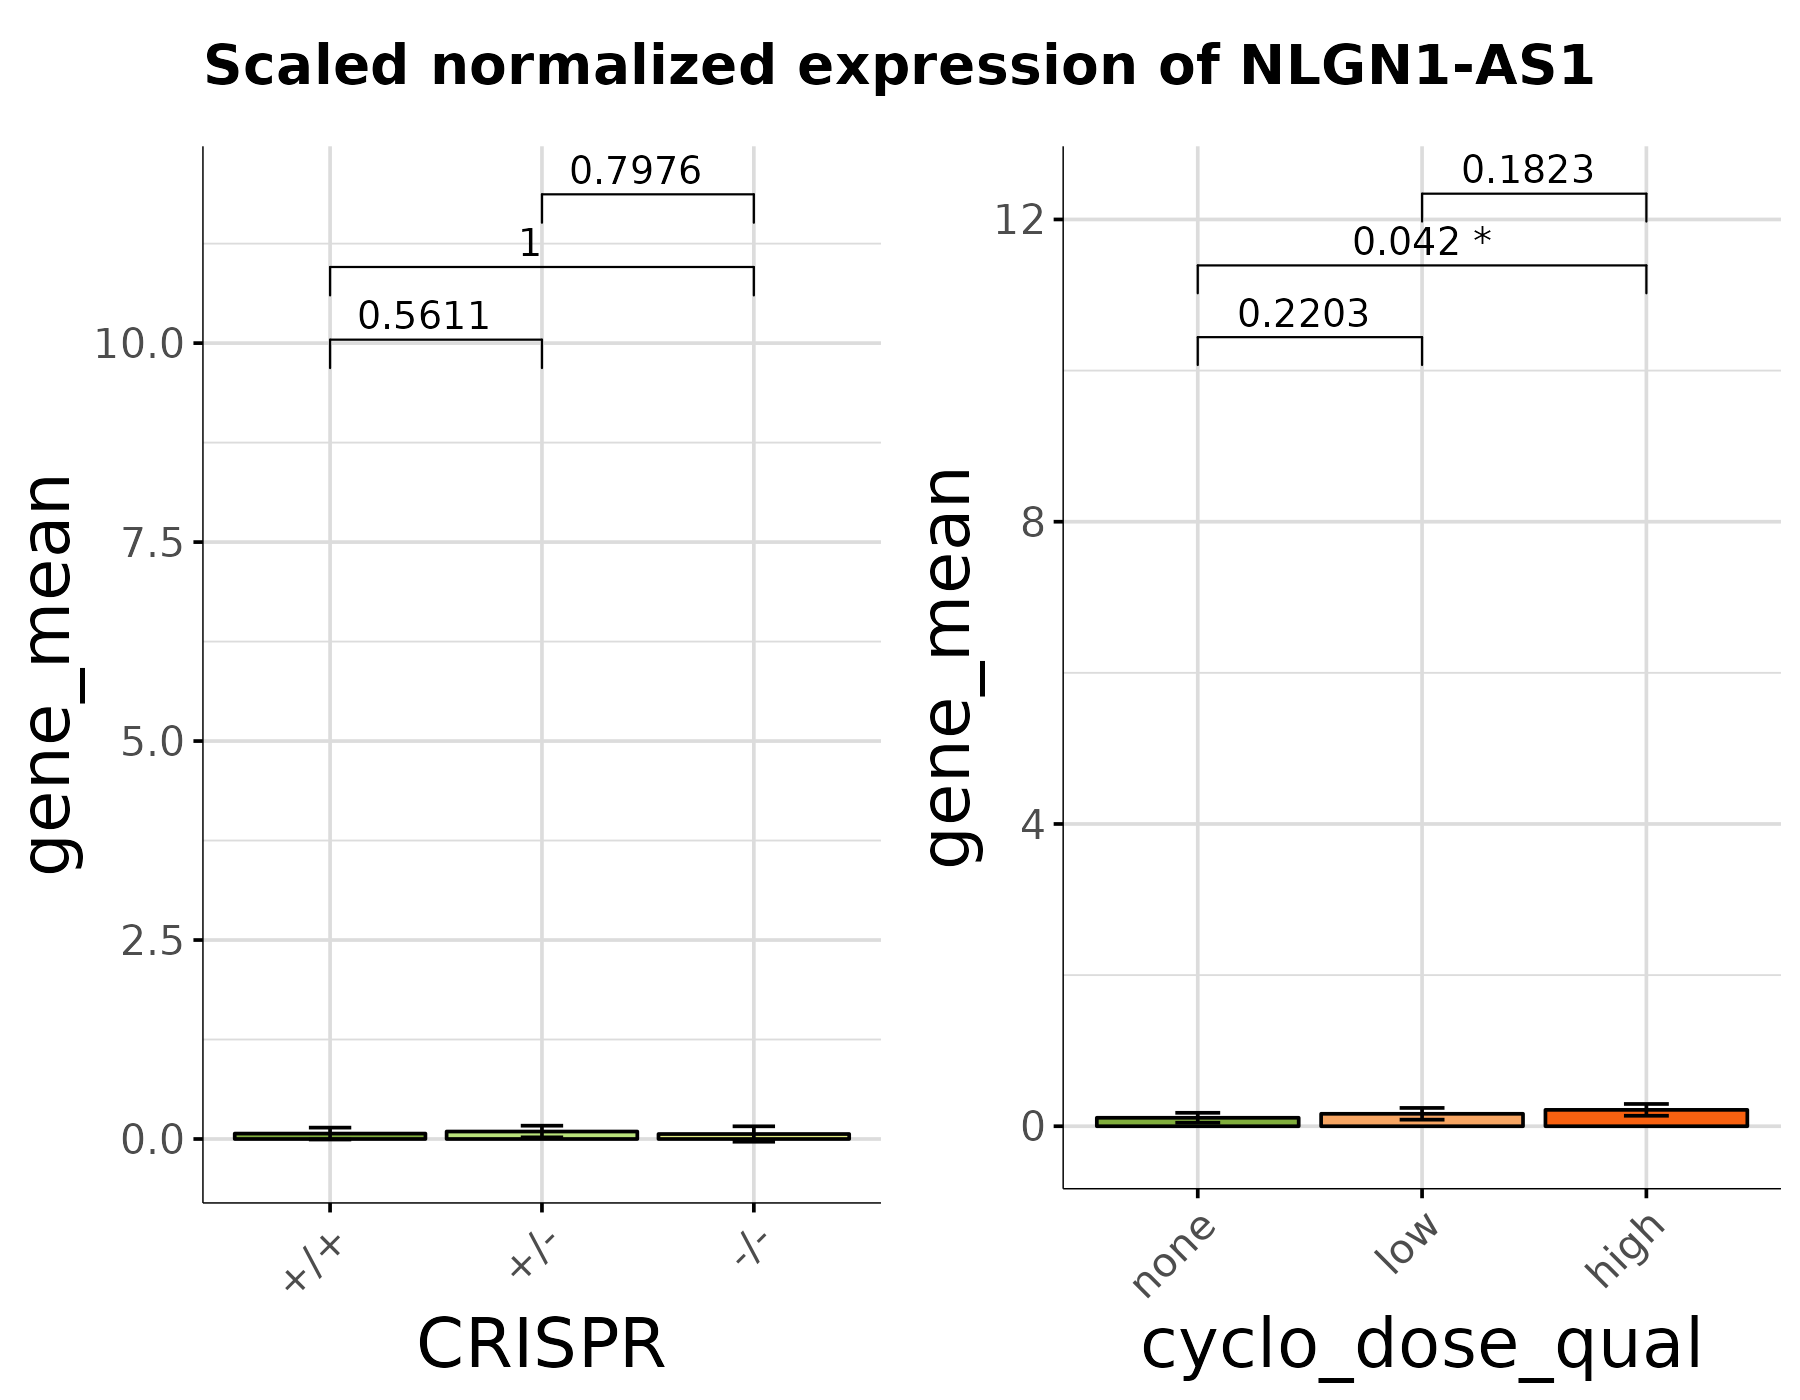 Scaled normalized expression of NLGN1-AS1
gene_mean
10.0
7.5
5.0
2.5
0.0
0.7976
1
0.5611
+/+
+/-
-/-
CRISPR
gene_mean
12
8
4
0
0.1823
0.042 *
0.2203
none
low
high
cyclo_dose_qual